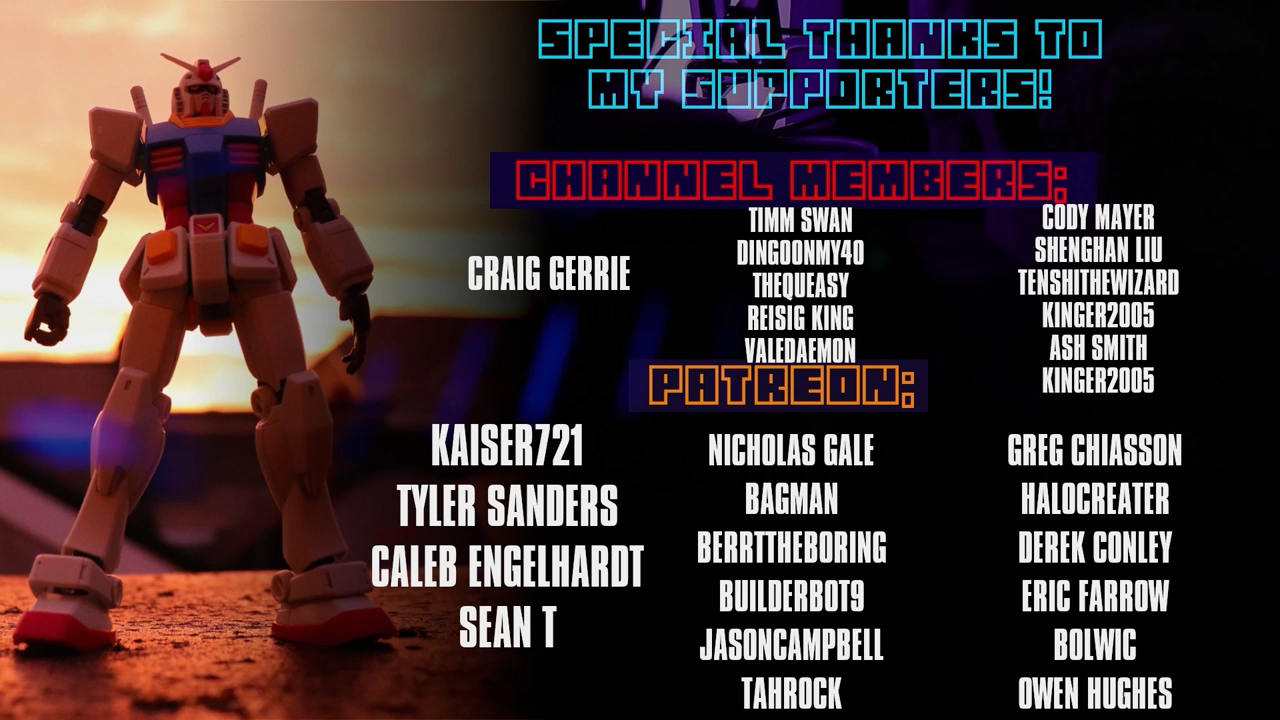 SPECIAL THANKS TO
MY SUPPORTERS!
CHANNEL MEMBERS:
CRAIG GERRIE
TIMM SWAN
DINGOONMY40
THEQUEASY
REISIG KING
VALEDAEMON
CODY MAYER
SHENGHAN LIU
TENSHITHEWIZARD
KINGER2005
ASH SMITH
KINGER2005
PATREON:
KAISER721
TYLER SANDERS
CALEB ENGELHARDT
SEAN T
NICHOLAS GALE
BAGMAN
BERRTTHEBORING
BUILDERBOT9
JASONCAMPBELL
TAHROCK
GREG CHIASSON
HALOCREATER
DEREK CONLEY
ERIC FARROW
BOLWIC
OWEN HUGHES